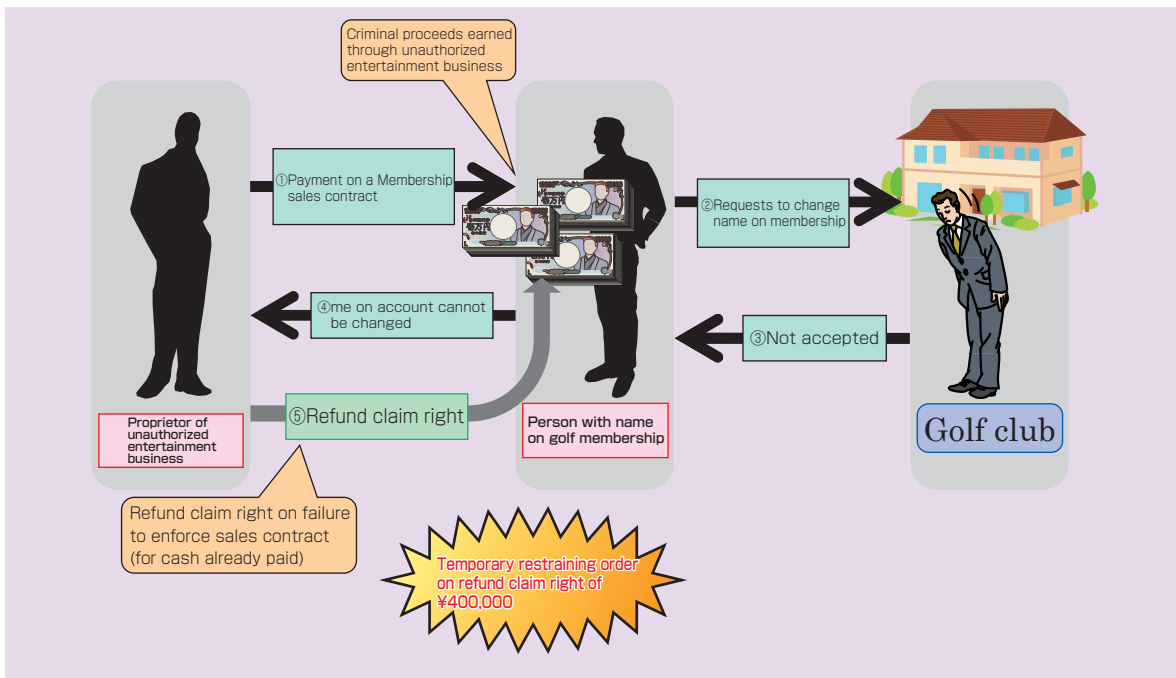 Criminal proceeds earned
through unauthorized
entertainment business
①Payment on a Membership
sales contract
②Requests to change
name on membership
③Not accepted
④me on account cannot
be changed
⑤Refund claim right
Proprietor of
unauthorized
entertainment
business
Person with name
on golf membership
Golf club
Refund claim right on failure
to enforce sales contract
(for cash already paid)
Temporary restraining order
on refund claim right of
¥400,000